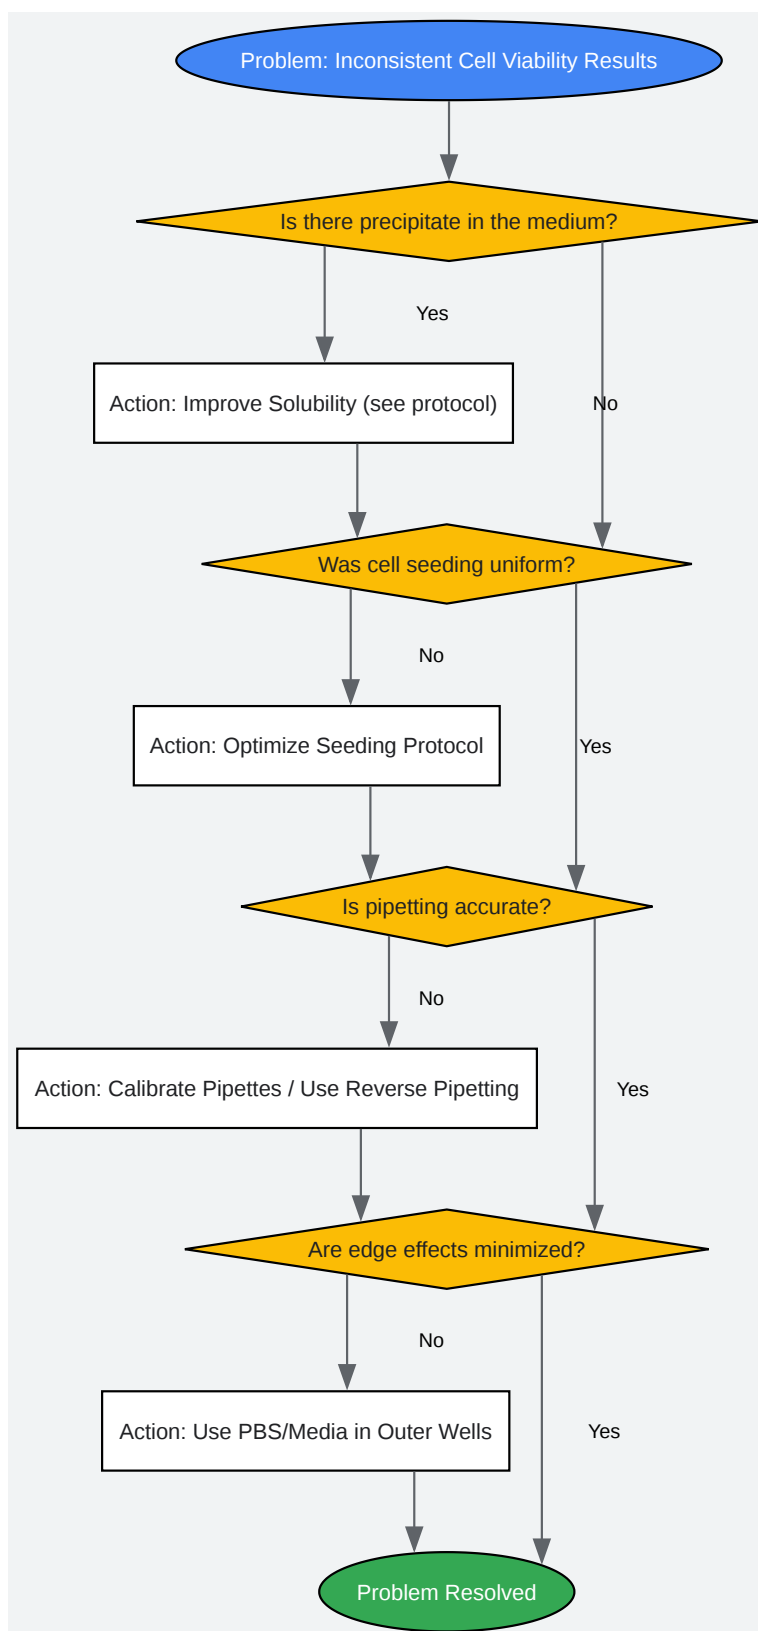 Problem: Inconsistent Cell Viability Results
Is there precipitate in the medium?
Yes
Action: Improve Solubility (see protocol)
No
Was cell seeding uniform?
No
Action: Optimize Seeding Protocol
Yes
Is pipetting accurate?
No
Action: Calibrate Pipettes / Use Reverse Pipetting
Yes
Are edge effects minimized?
No
Action: Use PBS/Media in Outer Wells
Yes
Problem Resolved